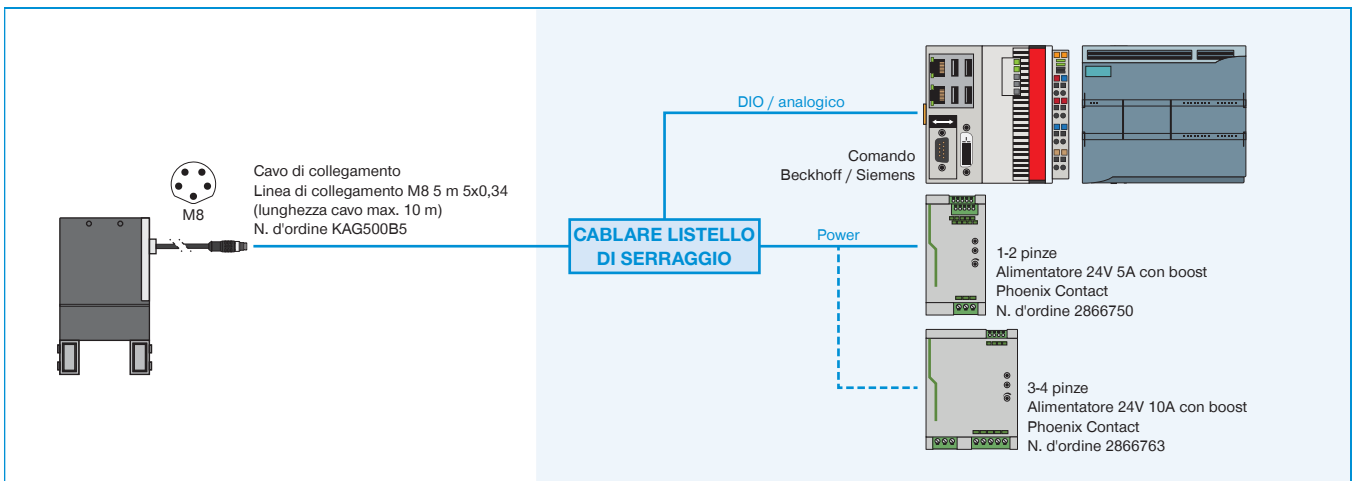 M8
Cavo di collegamento
Linea di collegamento M8 5 m 5x0,34
(lunghezza cavo max. 10 m)
N. d'ordine KAG500B5
CABLARE LISTELLO
DI SERRAGGIO
DIO / analogico
Comando
Beckhoff / Siemens
Power
1-2 pinze
Alimentatore 24V 5A con boost
Phoenix Contact
N. d'ordine 2866750
3-4 pinze
Alimentatore 24V 10A con boost
Phoenix Contact
N. d'ordine 2866763